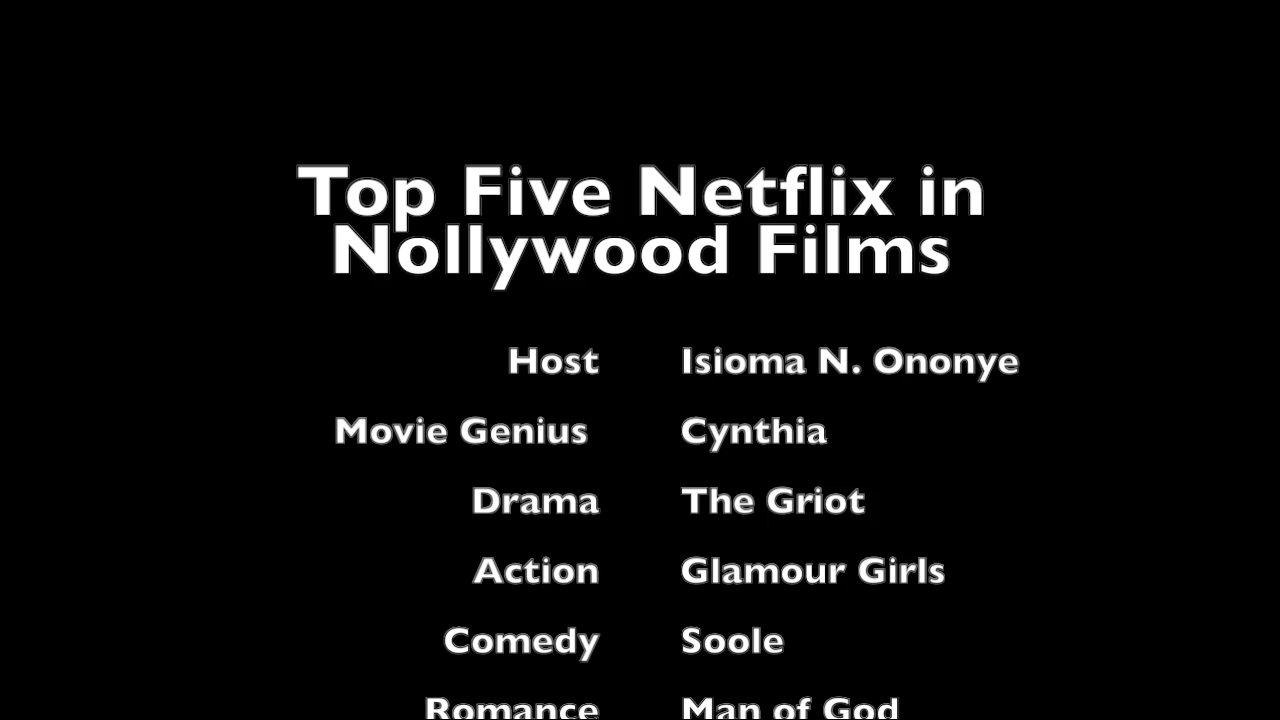 Top Five Netflix in
Nollywood Films
Host Isioma N. Ononye
Movie Genius Cynthia
Drama The Griot
Action Glamour Girls
Comedy Soole
Romance Man of God